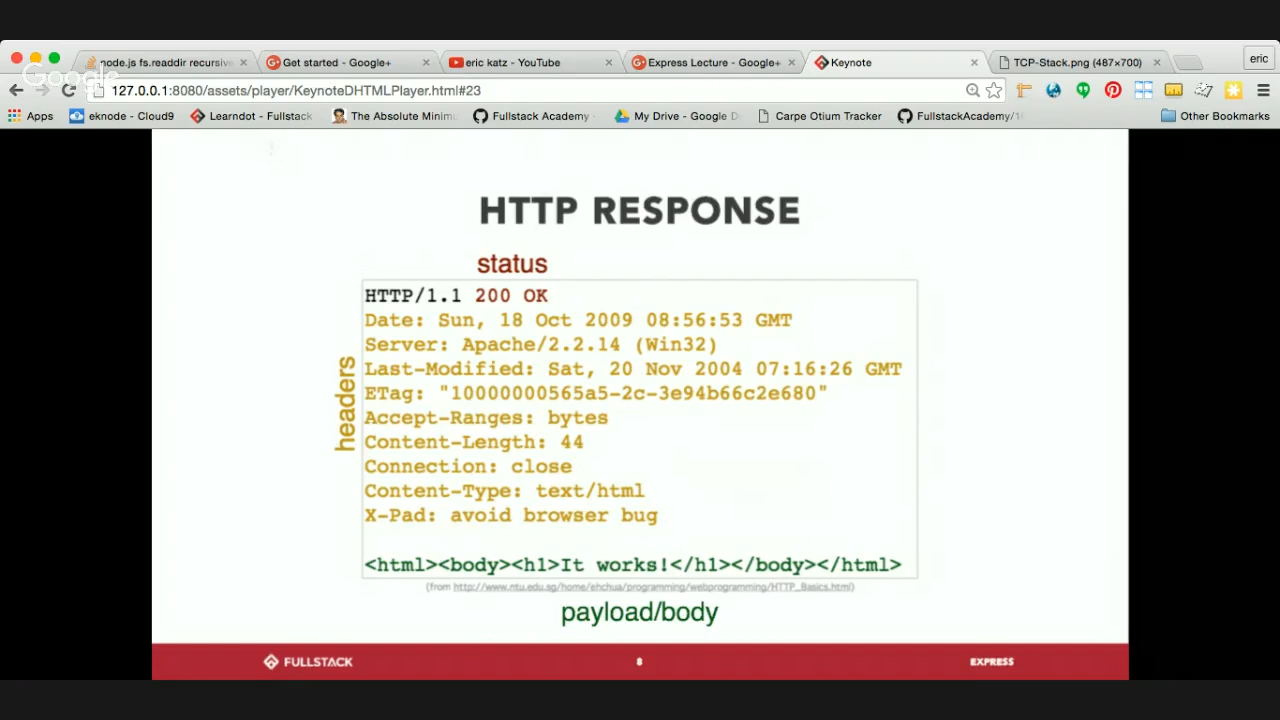 node.js fs.readdir recursive
Get started - Google+
eric katz - YouTube
Express Lecture - Google+
Keynote
TCP-Stack.png (487×700)
eric
Google
127.0.0.1:8080/assets/player/KeynoteDHTMLPlayer.html#23
Apps
eknode - Cloud9
Learndot - Fullstack
The Absolute Minimu
Fullstack Academy
My Drive - Google D
Carpe Otium Tracker
FullstackAcademy/1
Other Bookmarks
HTTP RESPONSE
status
HTTP/1.1 200 OK
Date: Sun, 18 Oct 2009 08:56:53 GMT
Server: Apache/2.2.14 (Win32)
Last-Modified: Sat, 20 Nov 2004 07:16:26 GMT
ETag: "10000000565a5-2c-3e94b66c2e680"
Accept-Ranges: bytes
Content-Length: 44
Connection: close
Content-Type: text/html
X-Pad: avoid browser bug
headers
<html><body><h1>It works!</h1></body></html>
(from http://www.ntu.edu.sg/home/ehchua/programming/webprogramming/HTTP_Basics.html)
payload/body
FULLSTACK
8
EXPRESS